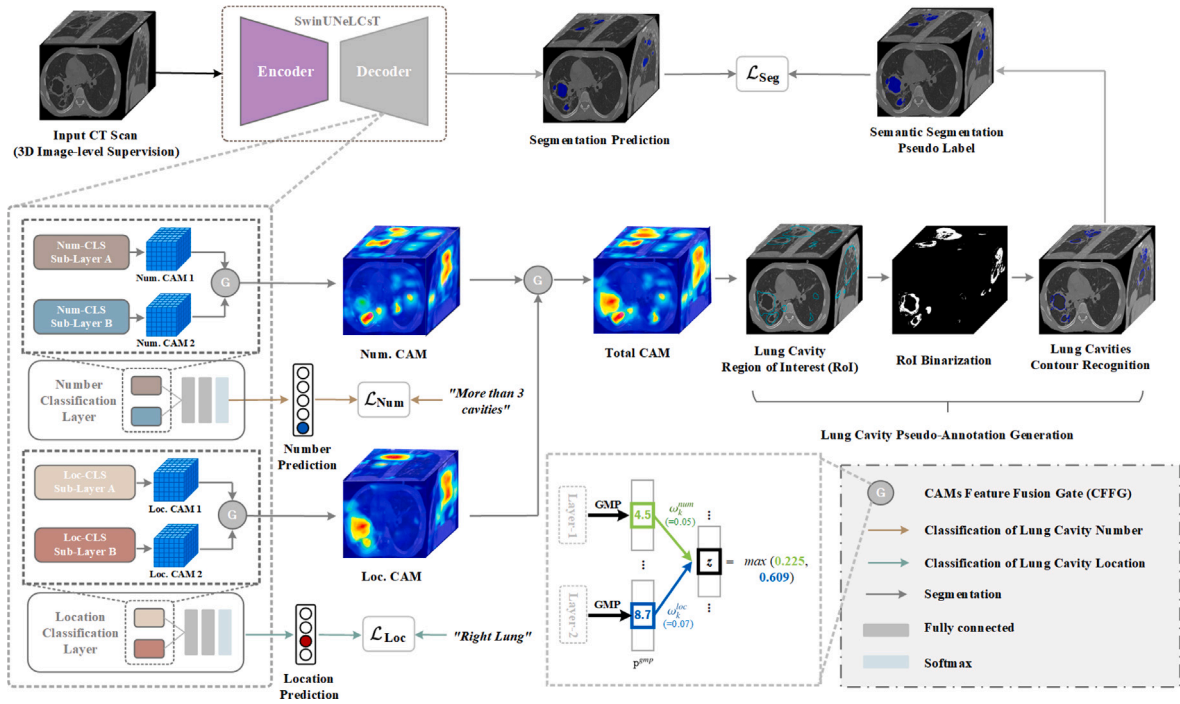 SwinUNeLCsT
Encoder
Decoder
Input CT Scan
(3D Image-level Supervision)
Segmentation Prediction
ℒSeg
Semantic Segmentation
Pseudo Label
Num-CLS
Sub-Layer A
Num. CAM 1
G
Num-CLS
Sub-Layer B
Num. CAM 2
Num. CAM
G
Total CAM
Lung Cavity
Region of Interest (RoI)
RoI Binarization
Lung Cavities
Contour Recognition
Lung Cavity Pseudo-Annotation Generation
Number
Classification
Layer
Number
Prediction
ℒNum
"More than 3
cavities"
Loc-CLS
Sub-Layer A
Loc. CAM 1
G
Loc-CLS
Sub-Layer B
Loc. CAM 2
Loc. CAM
Location
Classification
Layer
Location
Prediction
ℒLoc
"Right Lung"
Layer-1
GMP
4.5
ω_k^num
(=0.05)
...
z
= max (0.225,
0.609)
...
Layer-2
GMP
8.7
ω_k^loc
(=0.07)
...
P^gmp
G
CAMs Feature Fusion Gate (CFFG)
Classification of Lung Cavity Number
Classification of Lung Cavity Location
Segmentation
Fully connected
Softmax